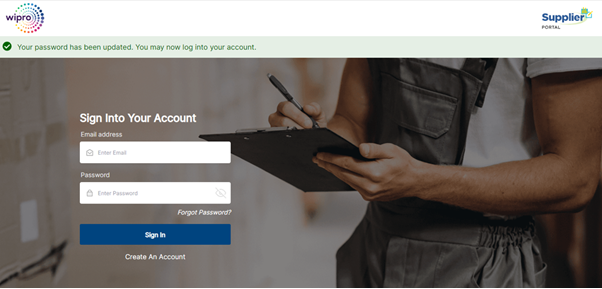 wipro
Supplier
PORTAL
Your password has been updated. You may now log into your account.
Sign Into Your Account
Email address
Enter Email
Password
Enter Password
Forgot Password?
Sign In
Create An Account